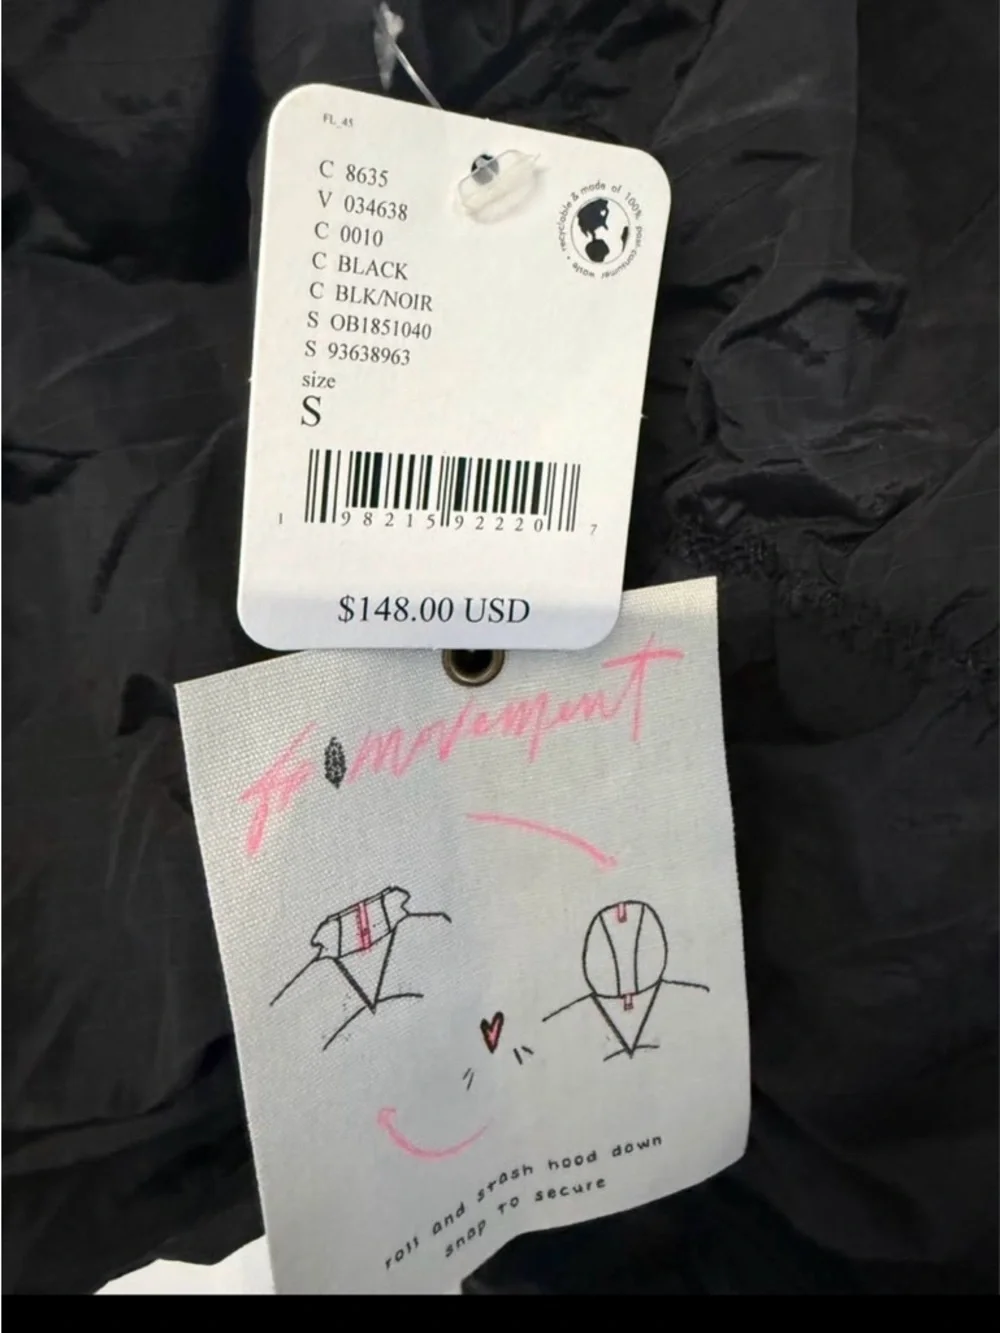 FL_45
C 8635
V 034638
C 0010
C BLACK
C BLK/NOIR
S OB1851040
S 93638963
size
S
recyclable & made of 100% post-consumer waste •
1 98215 92220 7
$148.00 USD
movement
roll and stash hood down
snap to secure